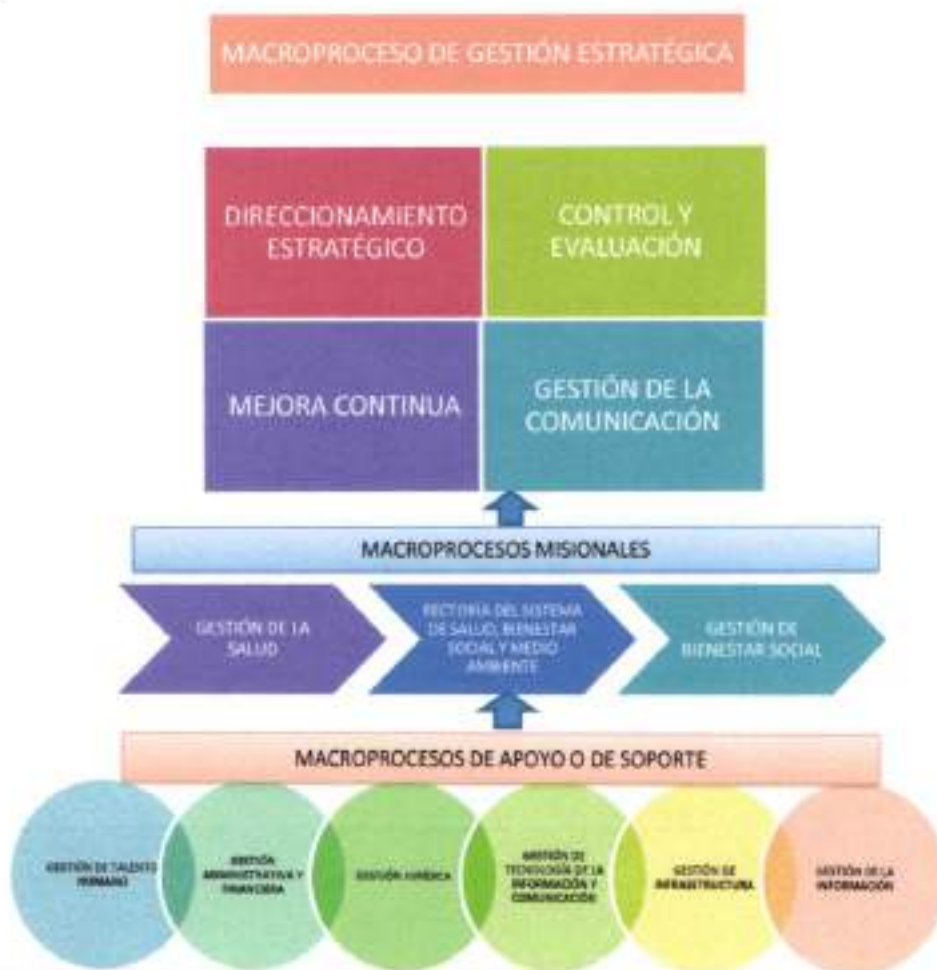 MACROPROCESO DE GESTIÓN ESTRATÉGICA
DIRECCIONAMIENTO
ESTRATÉGICO
CONTROL Y
EVALUACIÓN
MEJORA CONTINUA
GESTIÓN DE LA
COMUNICACIÓN
MACROPROCESOS MISIONALES
GESTIÓN DE LA
SALUD
RECTORÍA DEL SISTEMA
DE SALUD, BIENESTAR
SOCIAL Y MEDIO
AMBIENTE
GESTIÓN DE
BIENESTAR SOCIAL
MACROPROCESOS DE APOYO O DE SOPORTE
GESTIÓN DE TALENTO
HUMANO
GESTIÓN
ADMINISTRATIVA Y
FINANCIERA
GESTIÓN JURÍDICA
GESTIÓN DE
TECNOLOGÍA DE LA
INFORMACIÓN Y
COMUNICACIÓN
GESTIÓN DE
INFRAESTRUCTURA
GESTIÓN DE LA
INFORMACIÓN